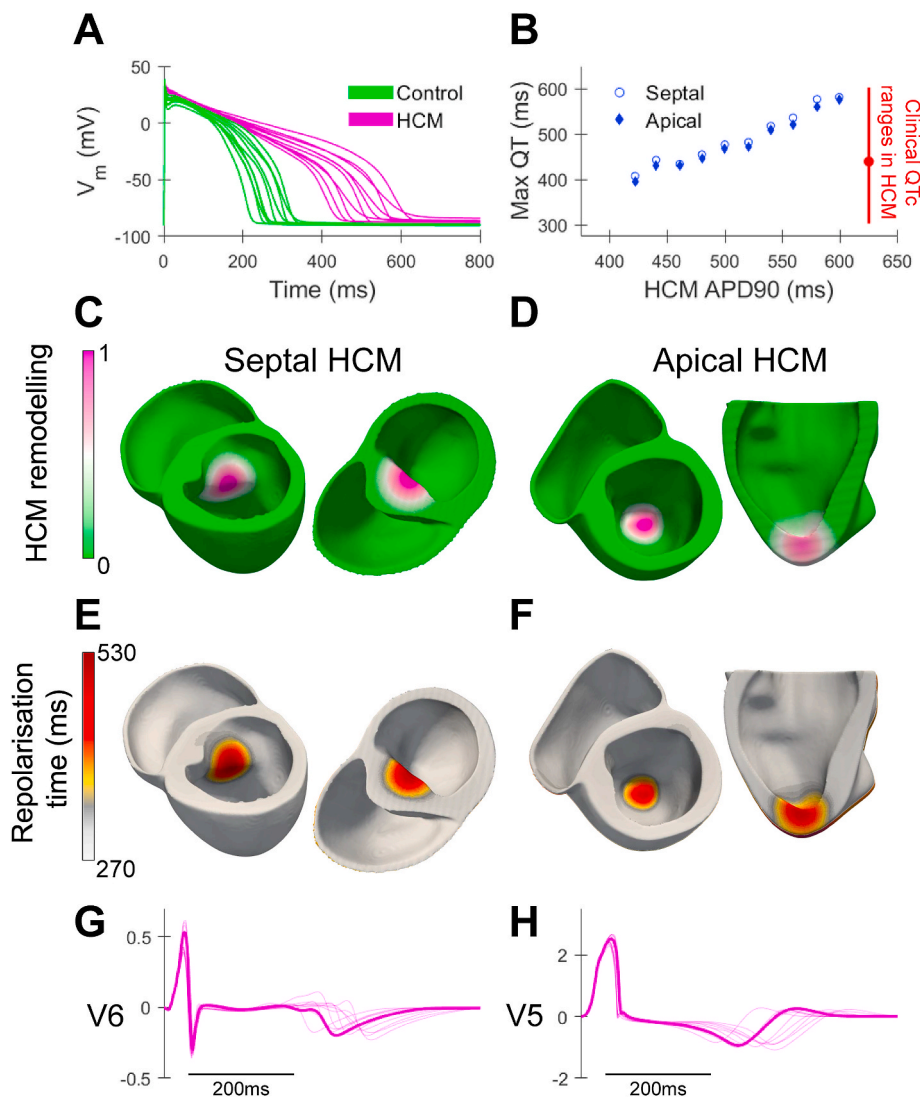 A
50
0
-50
-100
V_m (mV)
Control
HCM
0
200
400
600
800
Time (ms)
B
600
500
400
300
Max QT (ms)
Septal
Apical
400
450
500
550
600
650
HCM APD90 (ms)
Clinical QTc
ranges in HCM
C
D
HCM remodelling
1
0
Septal HCM
Apical HCM
E
F
Repolarisation
time (ms)
530
270
G
0.5
0
-0.5
V6
200ms
H
2
0
-2
V5
200ms